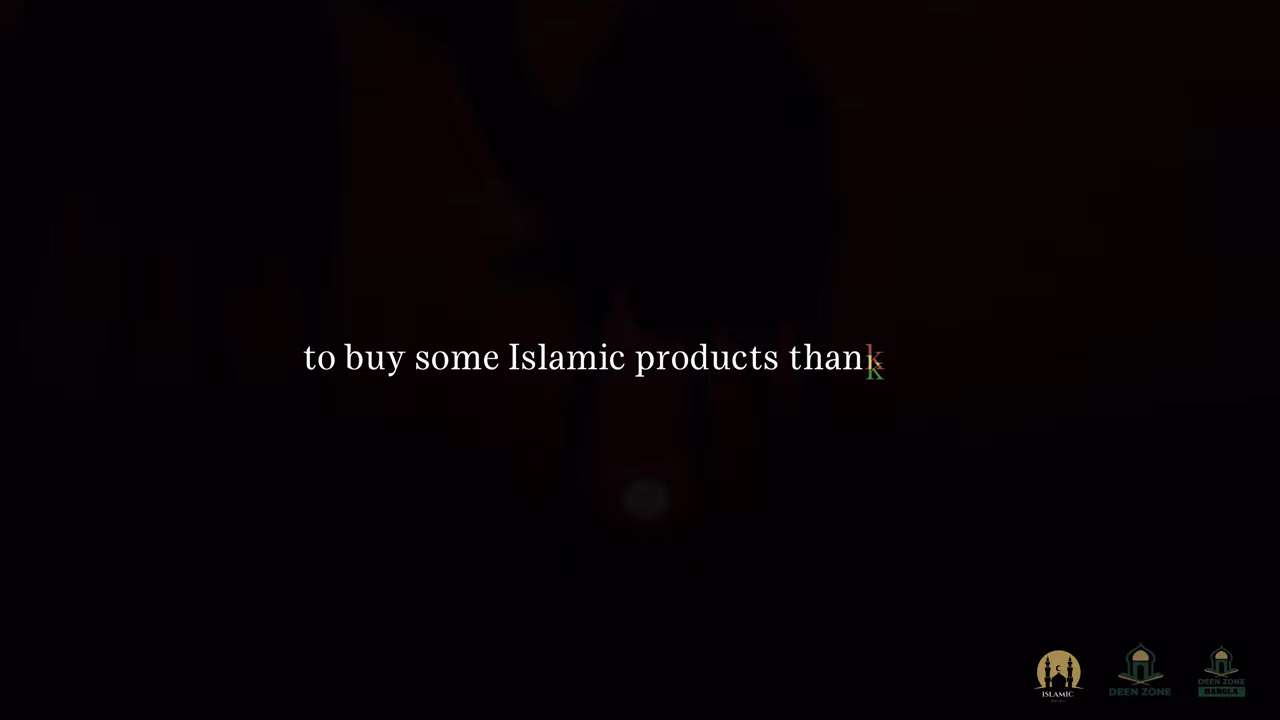 to buy some Islamic products thank
ISLAMIC
DEEN ZONE
DEEN ZONE
BANGLA